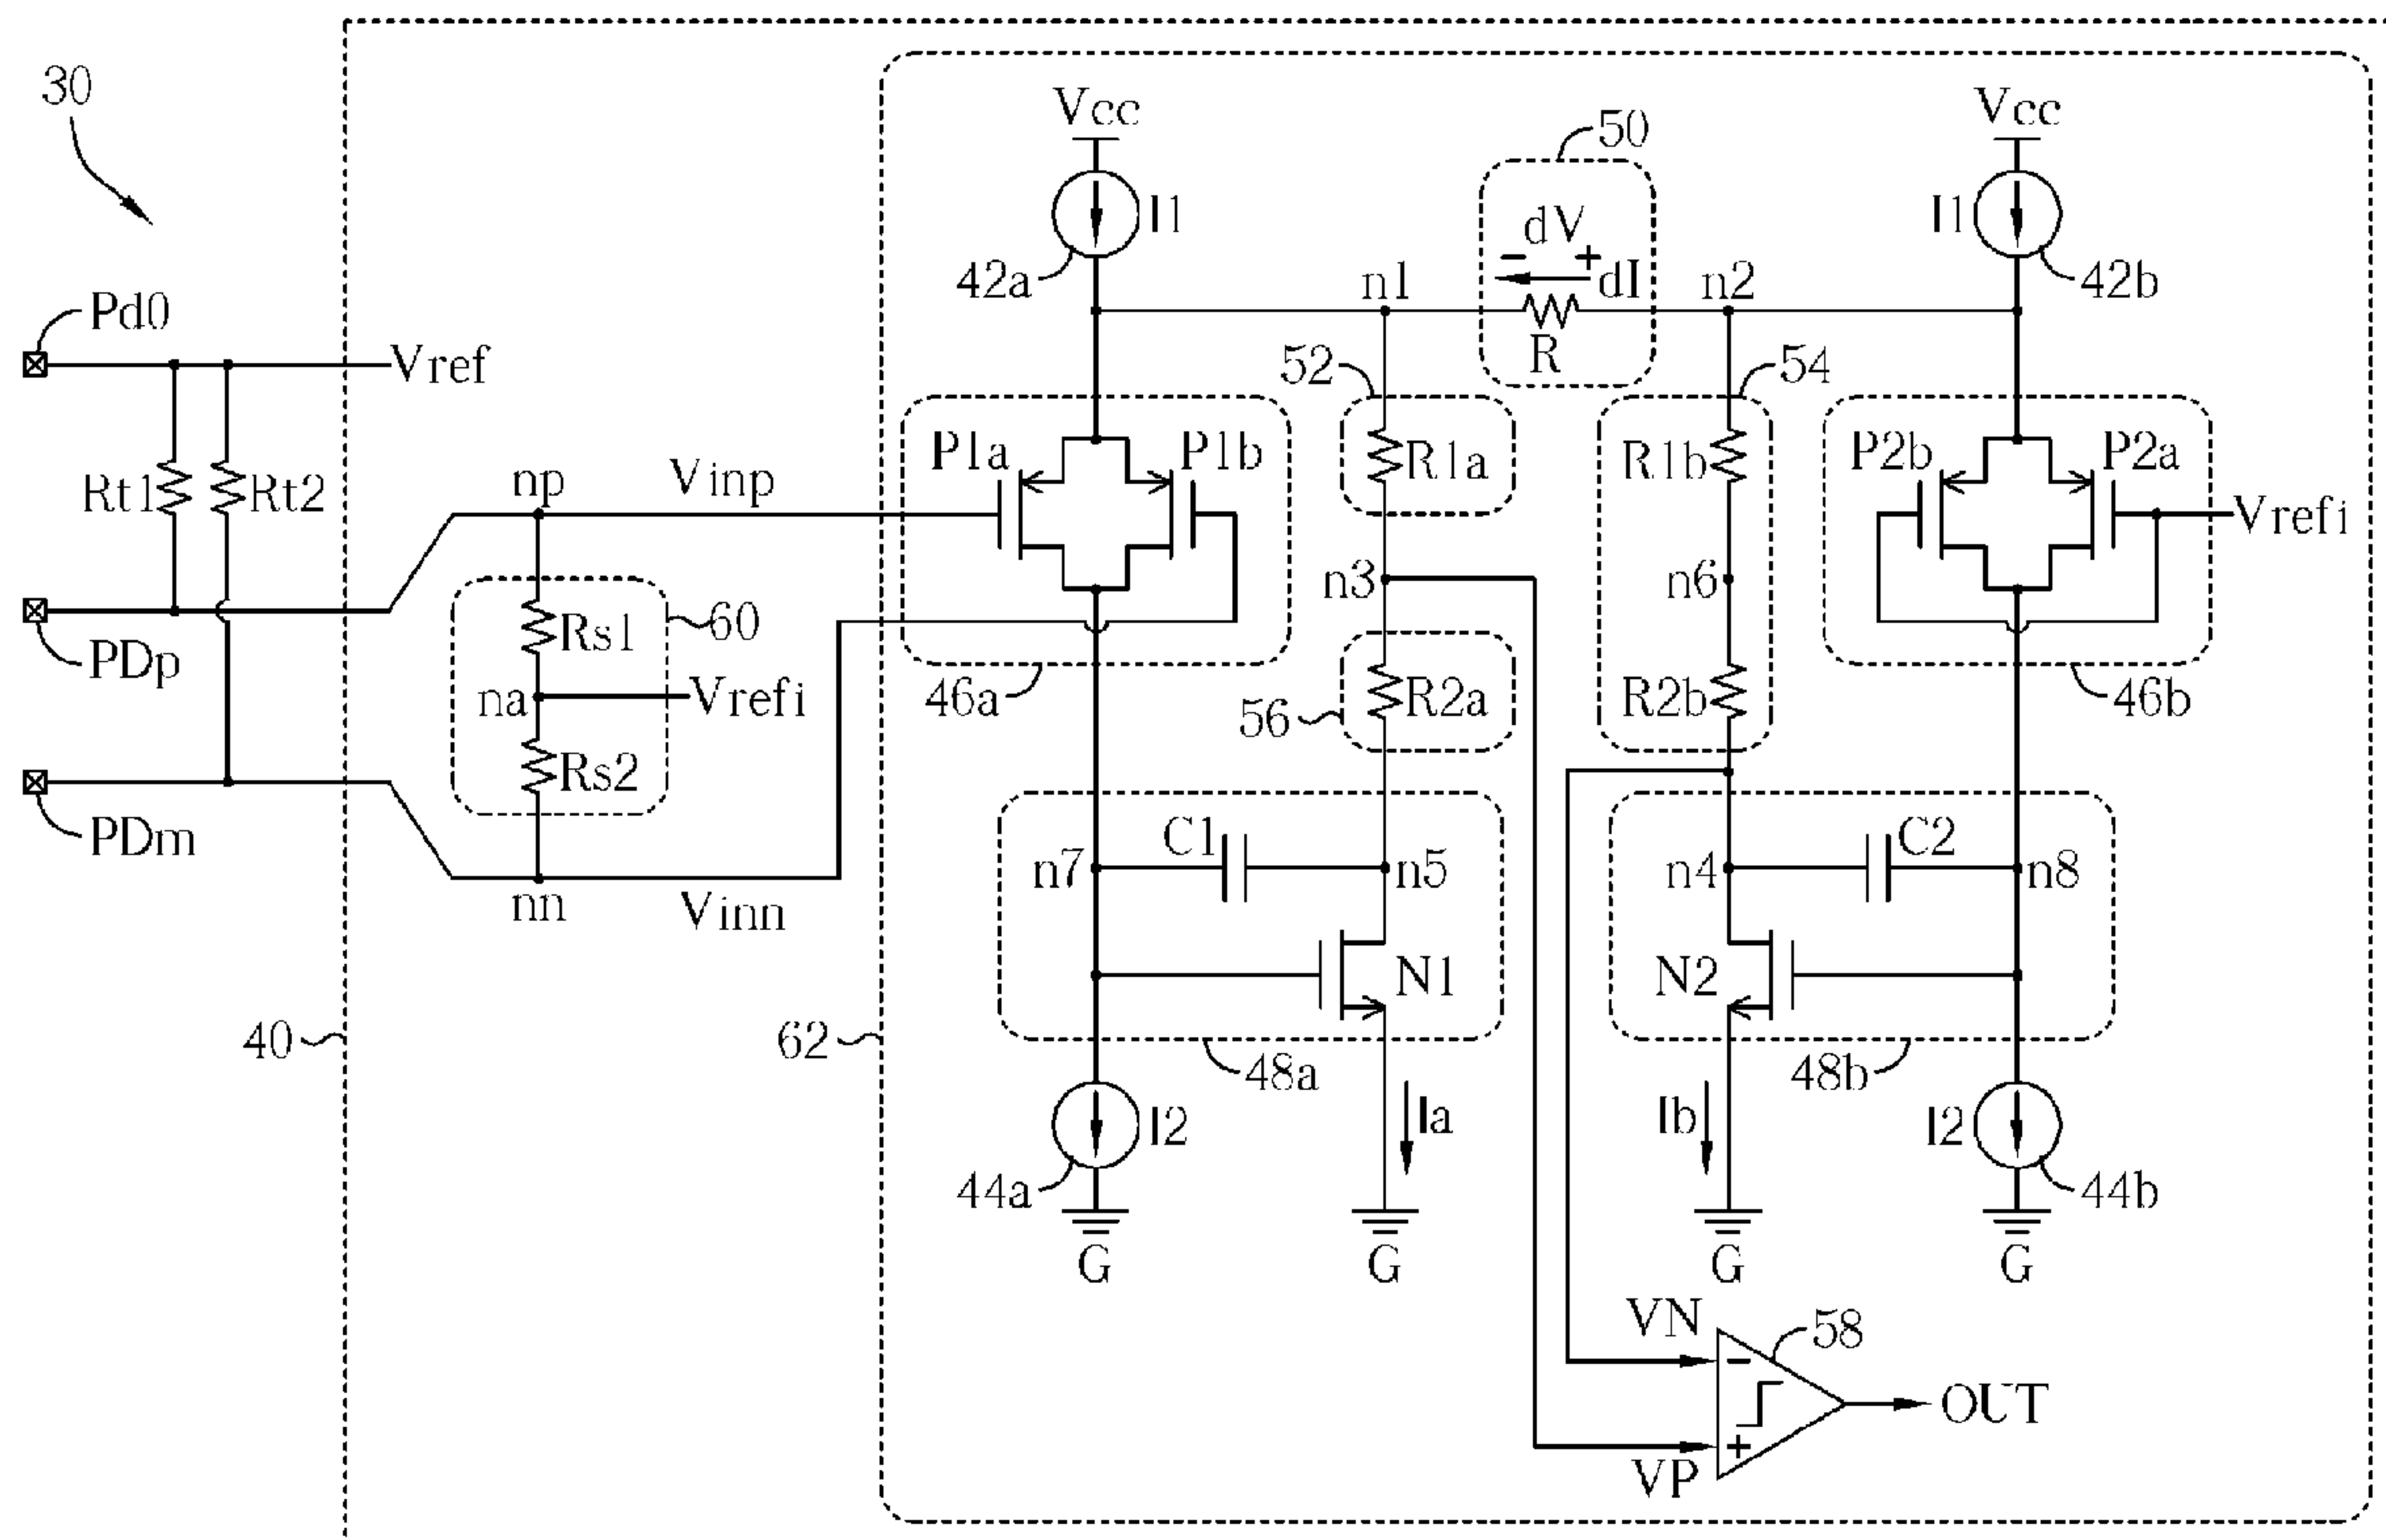 30
Vcc
Vcc
50
I1
I1
dV
- +
dI
42a
42b
n1
n2
R
Pd0
Vref
52
54
P1a
P1b
R1a
R1b
P2b
P2a
Rt1
Rt2
np
Vinp
Vrefi
n3
n6
PDp
Rs1
60
na
Vrefi
46a
56
R2a
R2b
46b
Rs2
PDm
C1
C2
n7
n5
n4
n8
nn
Vinn
N1
N2
40
62
48a
48b
I2
Ia
Ib
I2
44a
44b
G
G
G
G
VN
58
-
OUT
+
VP